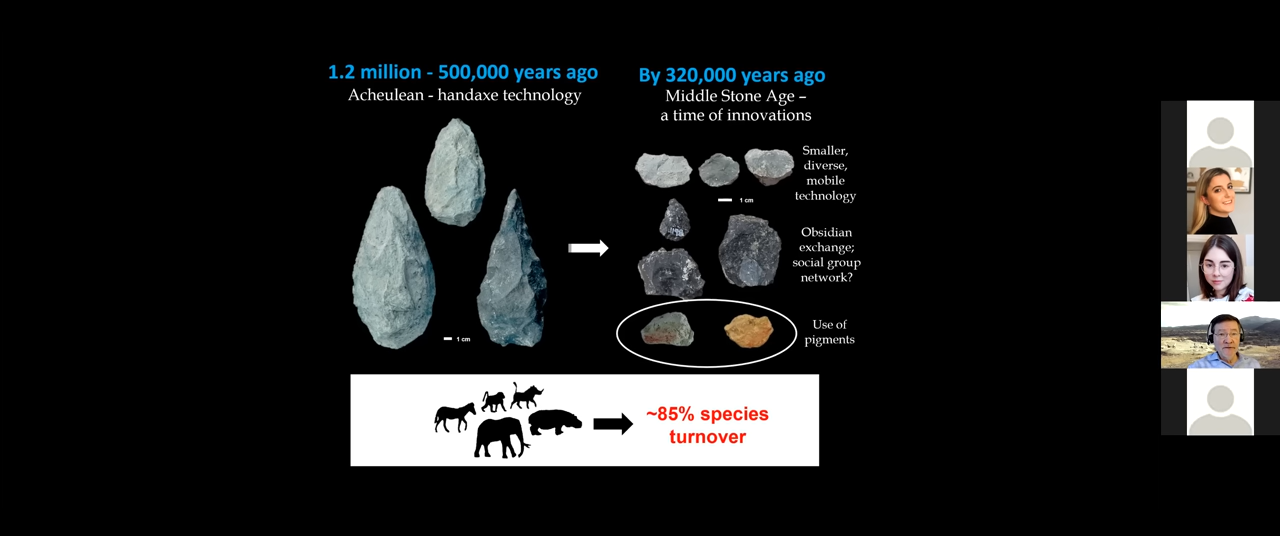 1.2 million - 500,000 years ago
Acheulean - handaxe technology
1 cm
By 320,000 years ago
Middle Stone Age –
a time of innovations
Smaller,
diverse,
mobile
technology
1 cm
Obsidian
exchange;
social group
network?
Use of
pigments
~85% species
turnover